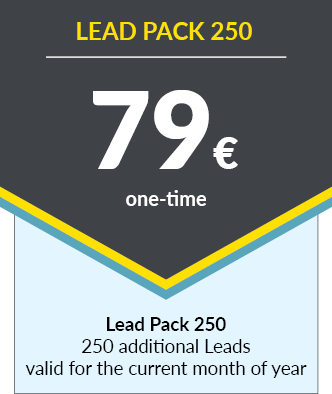 LEAD PACK 250
79€
one-time
Lead Pack 250
250 additional Leads
valid for the current month of year